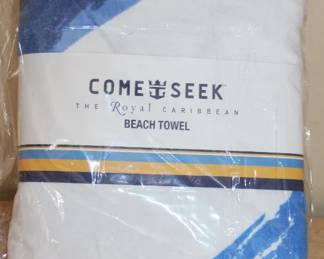 COME SEEK
THE Royal CARIBBEAN
BEACH TOWEL